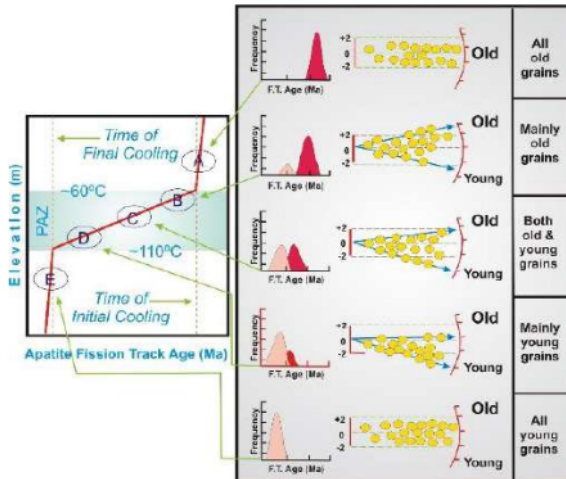 Time of
Final Cooling
A
~60ºC
B
PAZ
C
D
~110ºC
E
Time of
Initial Cooling
Elevation (m)
Apatite Fission Track Age (Ma)
Frequency
F.T. Age (Ma)
+2
0
-2
Old
All
old
grains
Frequency
F.T. Age (Ma)
+2
0
-2
Old
Young
Mainly
old
grains
Frequency
F.T. Age (Ma)
+2
0
-2
Old
Young
Both
old &
young
grains
Frequency
F.T. Age (Ma)
+2
0
-2
Old
Young
Mainly
young
grains
Frequency
F.T. Age (Ma)
+2
0
-2
Old
Young
All
young
grains